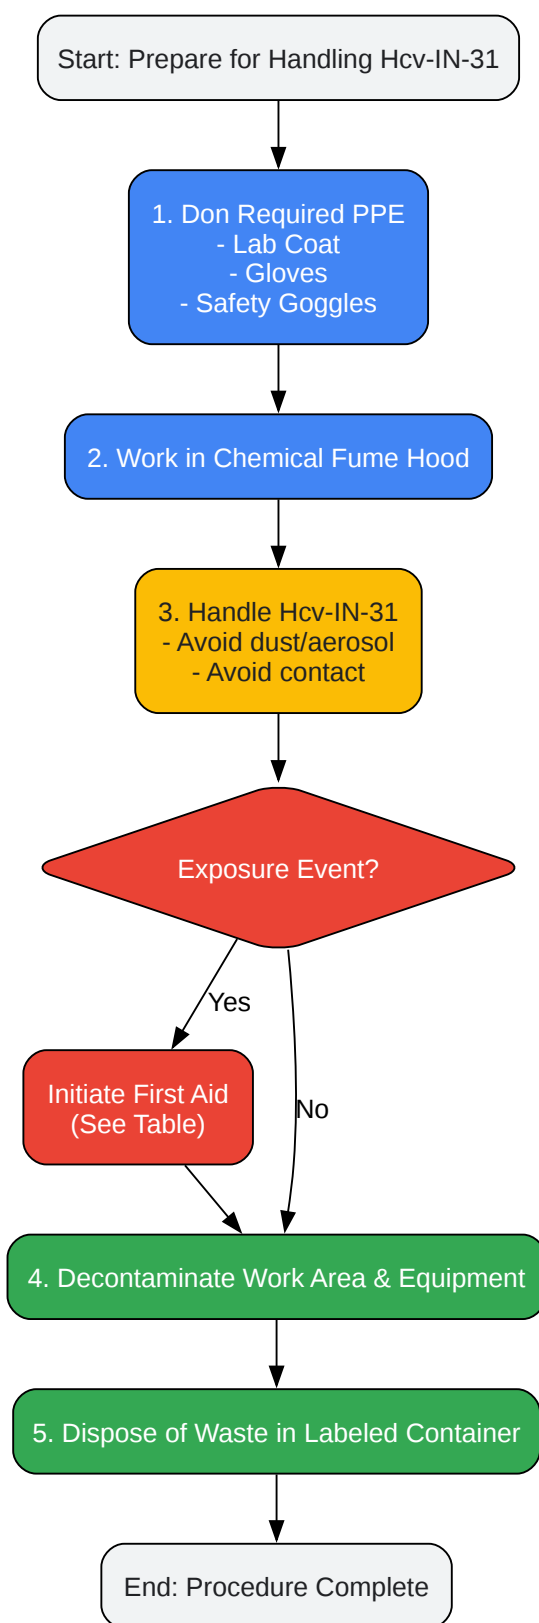 Start: Prepare for Handling Hcv-IN-31
1. Don Required PPE
- Lab Coat
- Gloves
- Safety Goggles
2. Work in Chemical Fume Hood
3. Handle Hcv-IN-31
- Avoid dust/aerosol
- Avoid contact
Exposure Event?
Yes
Initiate First Aid
(See Table)
No
4. Decontaminate Work Area & Equipment
5. Dispose of Waste in Labeled Container
End: Procedure Complete